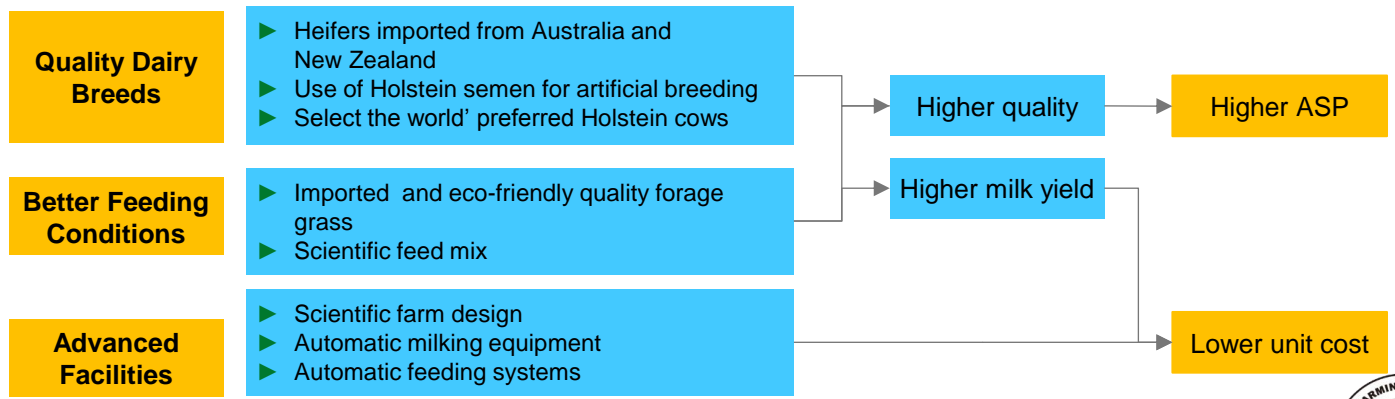 Quality Dairy
Breeds
► Heifers imported from Australia and
New Zealand
► Use of Holstein semen for artificial breeding
► Select the world' preferred Holstein cows
Higher quality
Higher ASP
Better Feeding
Conditions
► Imported and eco-friendly quality forage
grass
► Scientific feed mix
Higher milk yield
Advanced
Facilities
► Scientific farm design
► Automatic milking equipment
► Automatic feeding systems
Lower unit cost